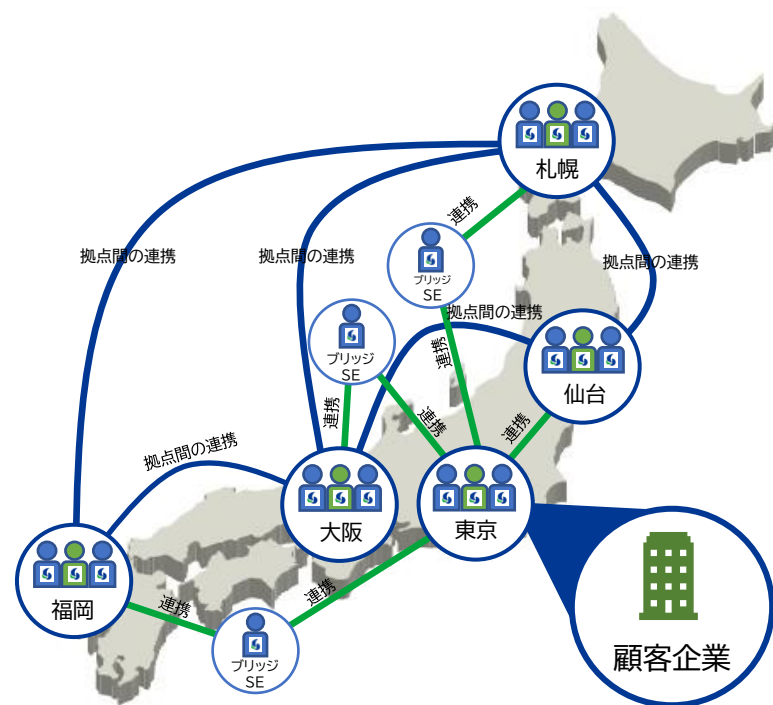 札幌
連携
拠点間の連携
拠点間の連携
拠点間の連携
ブリッジ
SE
拠点間の連携
ブリッジ
SE
連携
仙台
連携
連携
連携
拠点間の連携
大阪
東京
連携
福岡
連携
ブリッジ
SE
顧客企業